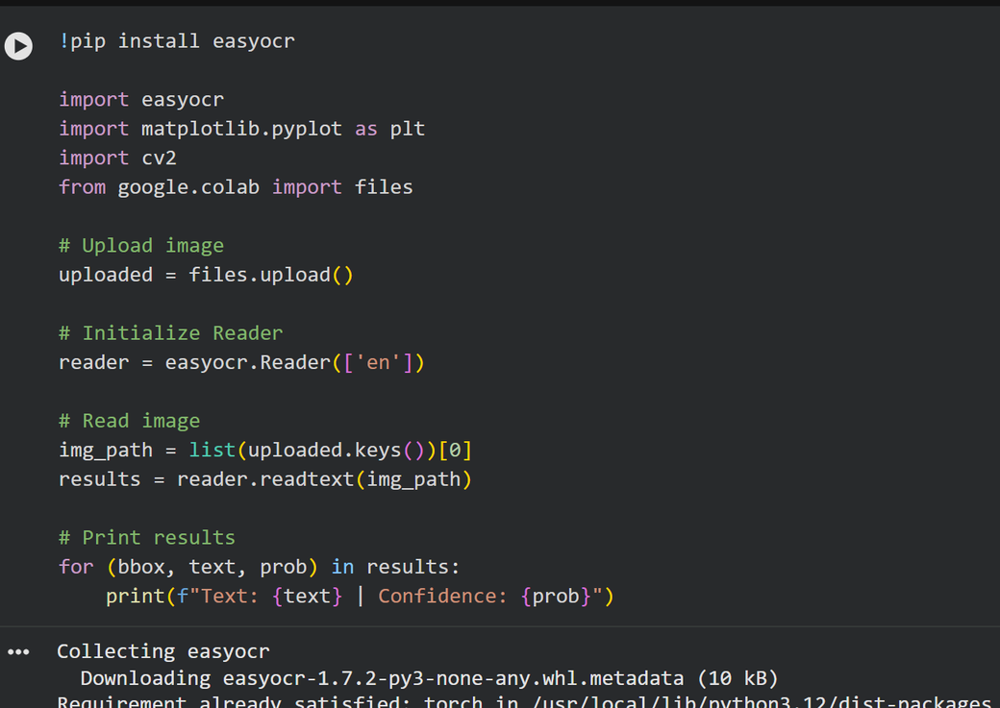 !pip install easyocr
import easyocr
import matplotlib.pyplot as plt
import cv2
from google.colab import files
# Upload image
uploaded = files.upload()
# Initialize Reader
reader = easyocr.Reader(['en'])
# Read image
img_path = list(uploaded.keys())[0]
results = reader.readtext(img_path)
# Print results
for (bbox, text, prob) in results:
    print(f"Text: {text} | Confidence: {prob}")
Collecting easyocr
  Downloading easyocr-1.7.2-py3-none-any.whl.metadata (10 kB)
Requirement already satisfied: torch in /usr/local/lib/python3.12/dist-packages